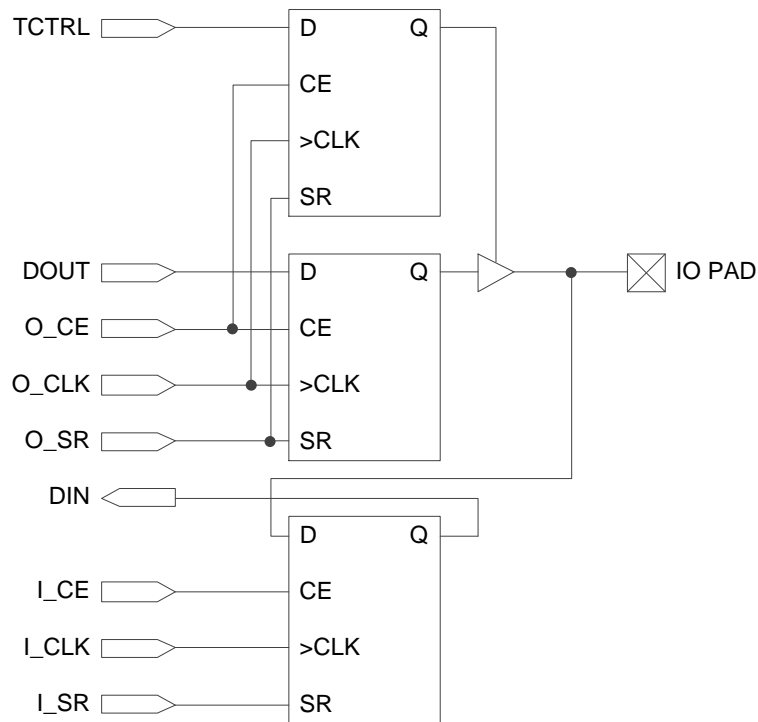 TCTRL
D Q
CE
>CLK
SR
DOUT
D Q
IO PAD
O_CE
CE
O_CLK
>CLK
O_SR
SR
DIN
D Q
I_CE
CE
I_CLK
>CLK
I_SR
SR